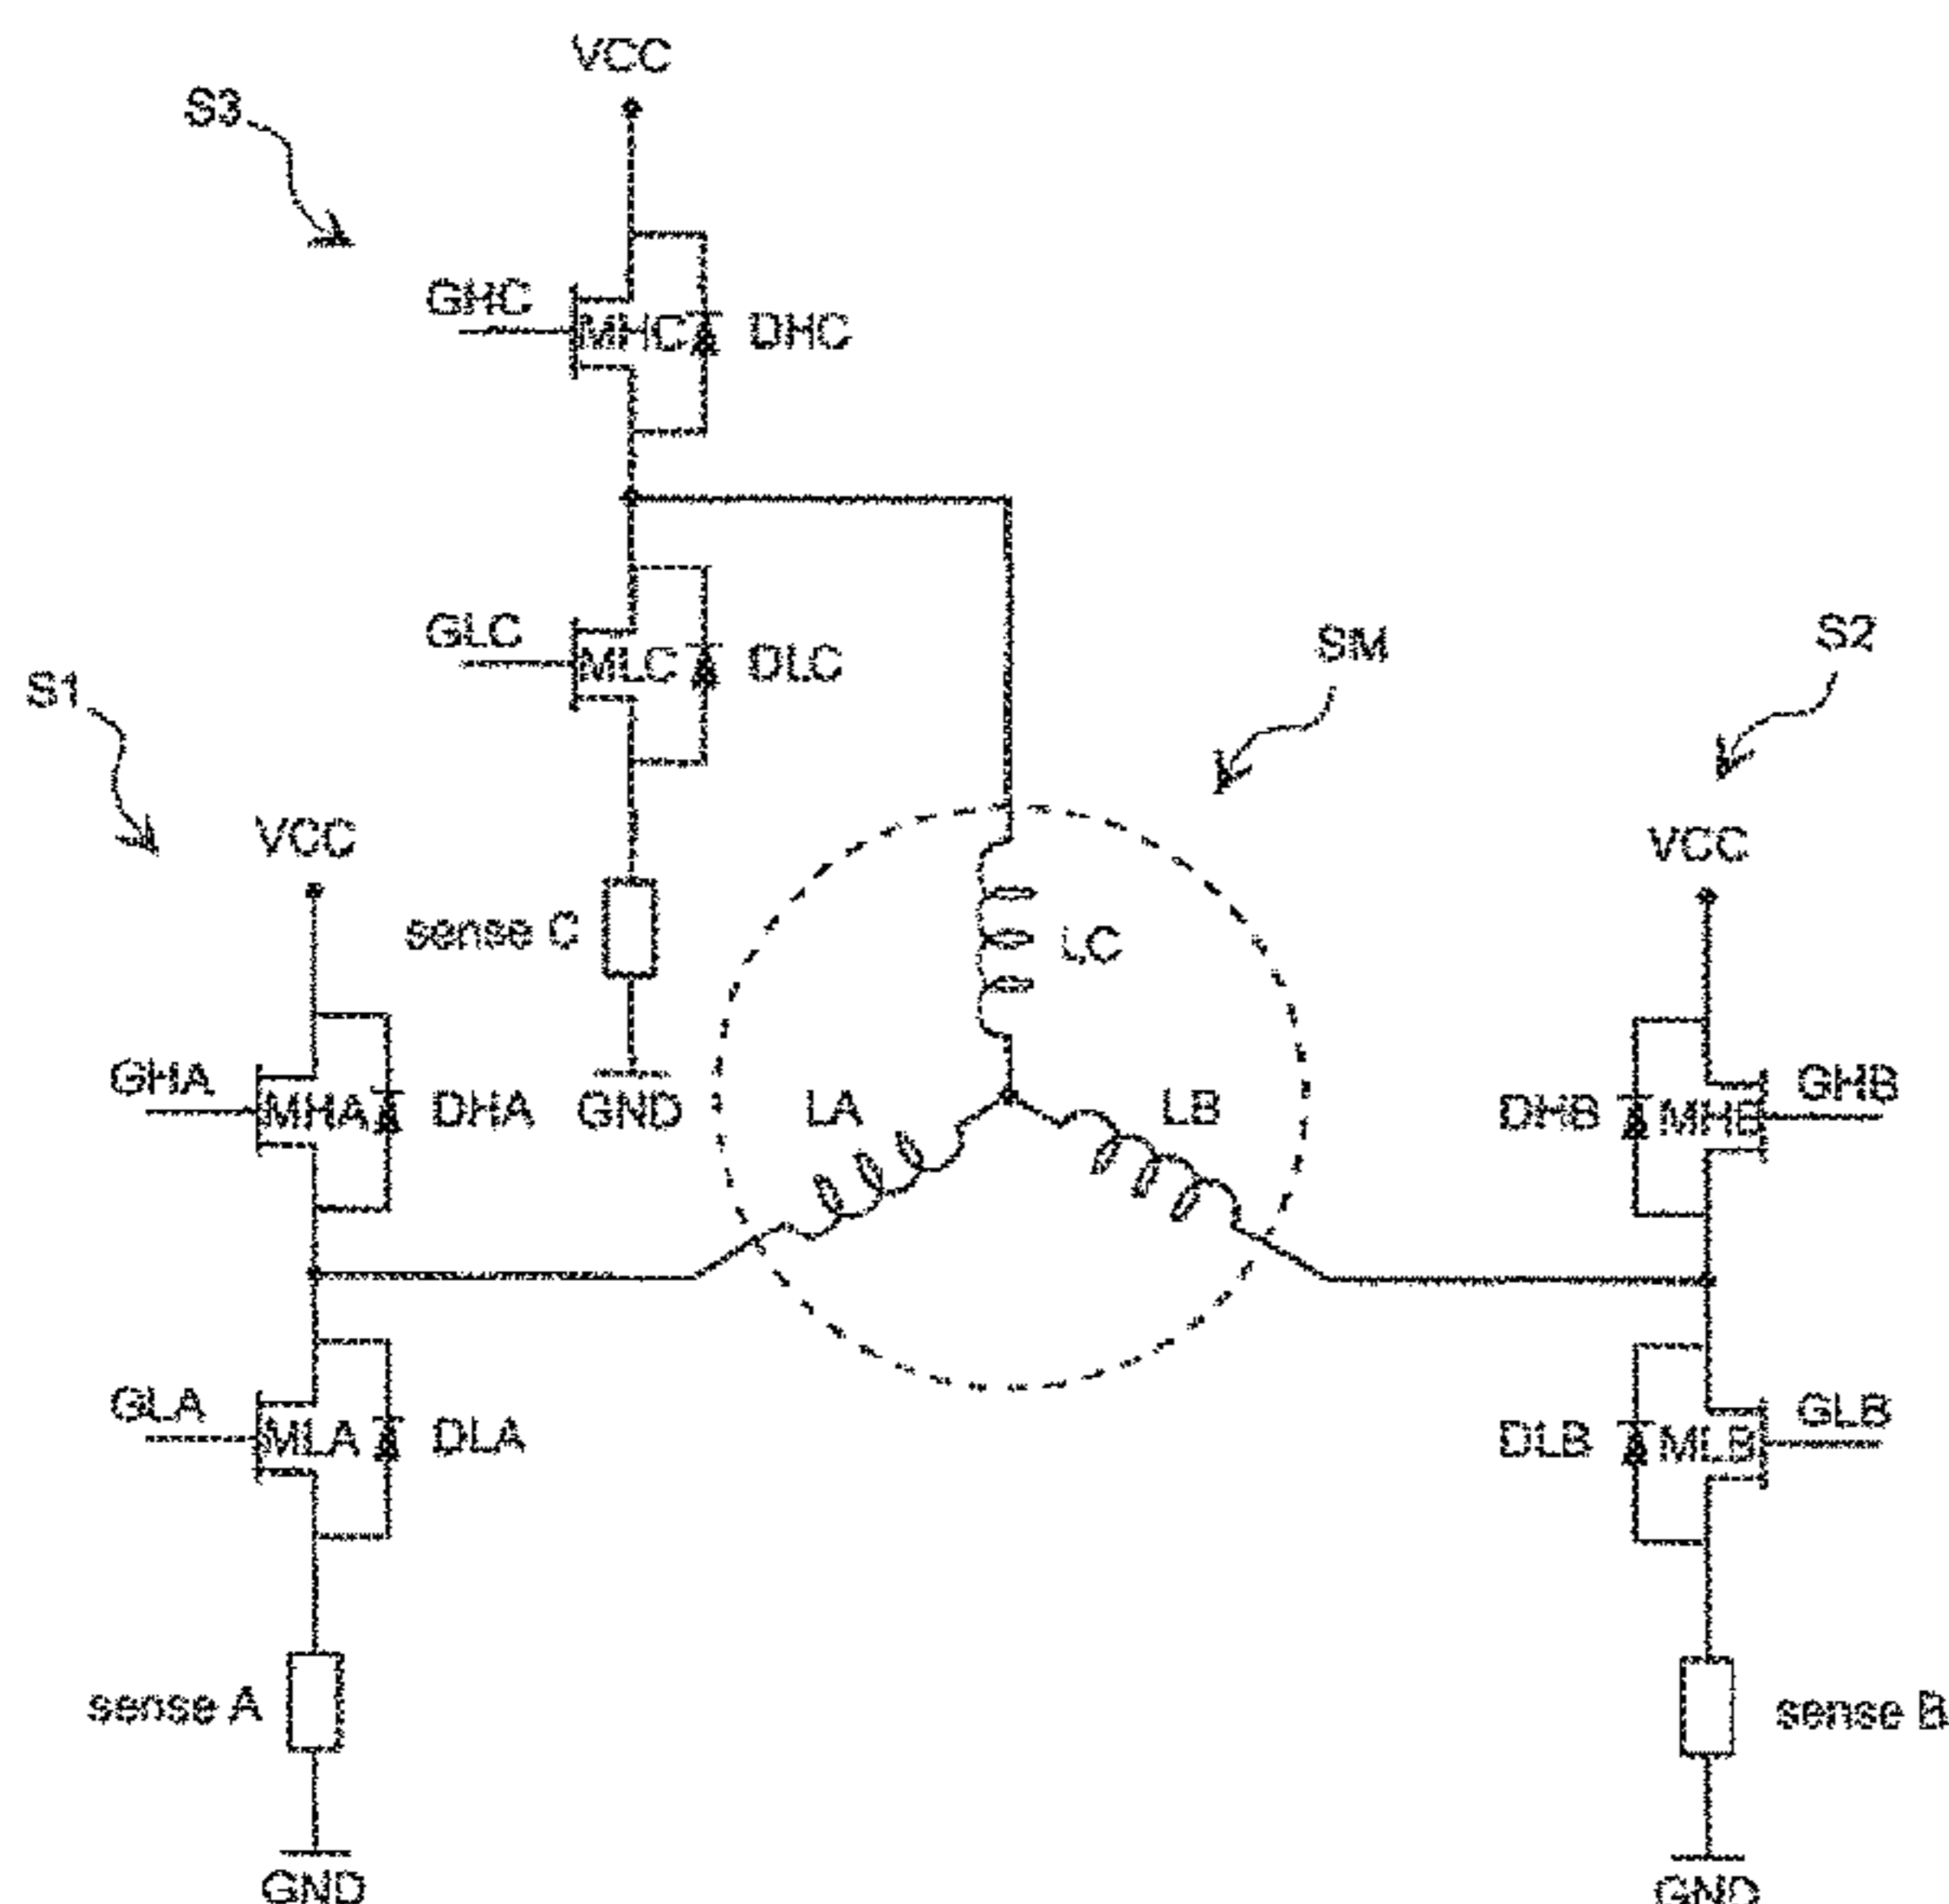 VCC
S3
GHC
MHC
DHC
GLC
MLC
DLC
SM
S2
S1
VCC
VCC
sense C
LC
GHA
MHA
DHA
GND
LA
LB
DHB
MHB
GHB
GLA
MLA
DLA
DLB
MLB
GLB
sense A
sense B
GND
GND